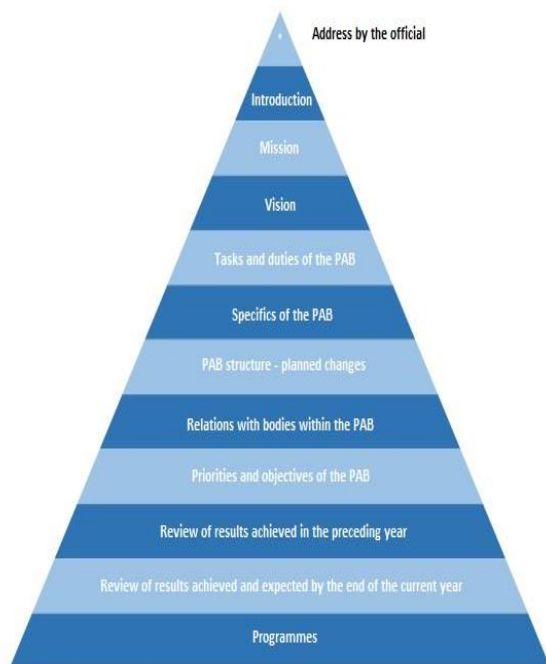 Address by the official
Introduction
Mission
Vision
Tasks and duties of the PAB
Specifics of the PAB
PAB structure - planned changes
Relations with bodies within the PAB
Priorities and objectives of the PAB
Review of results achieved in the preceding year
Review of results achieved and expected by the end of the current year
Programmes